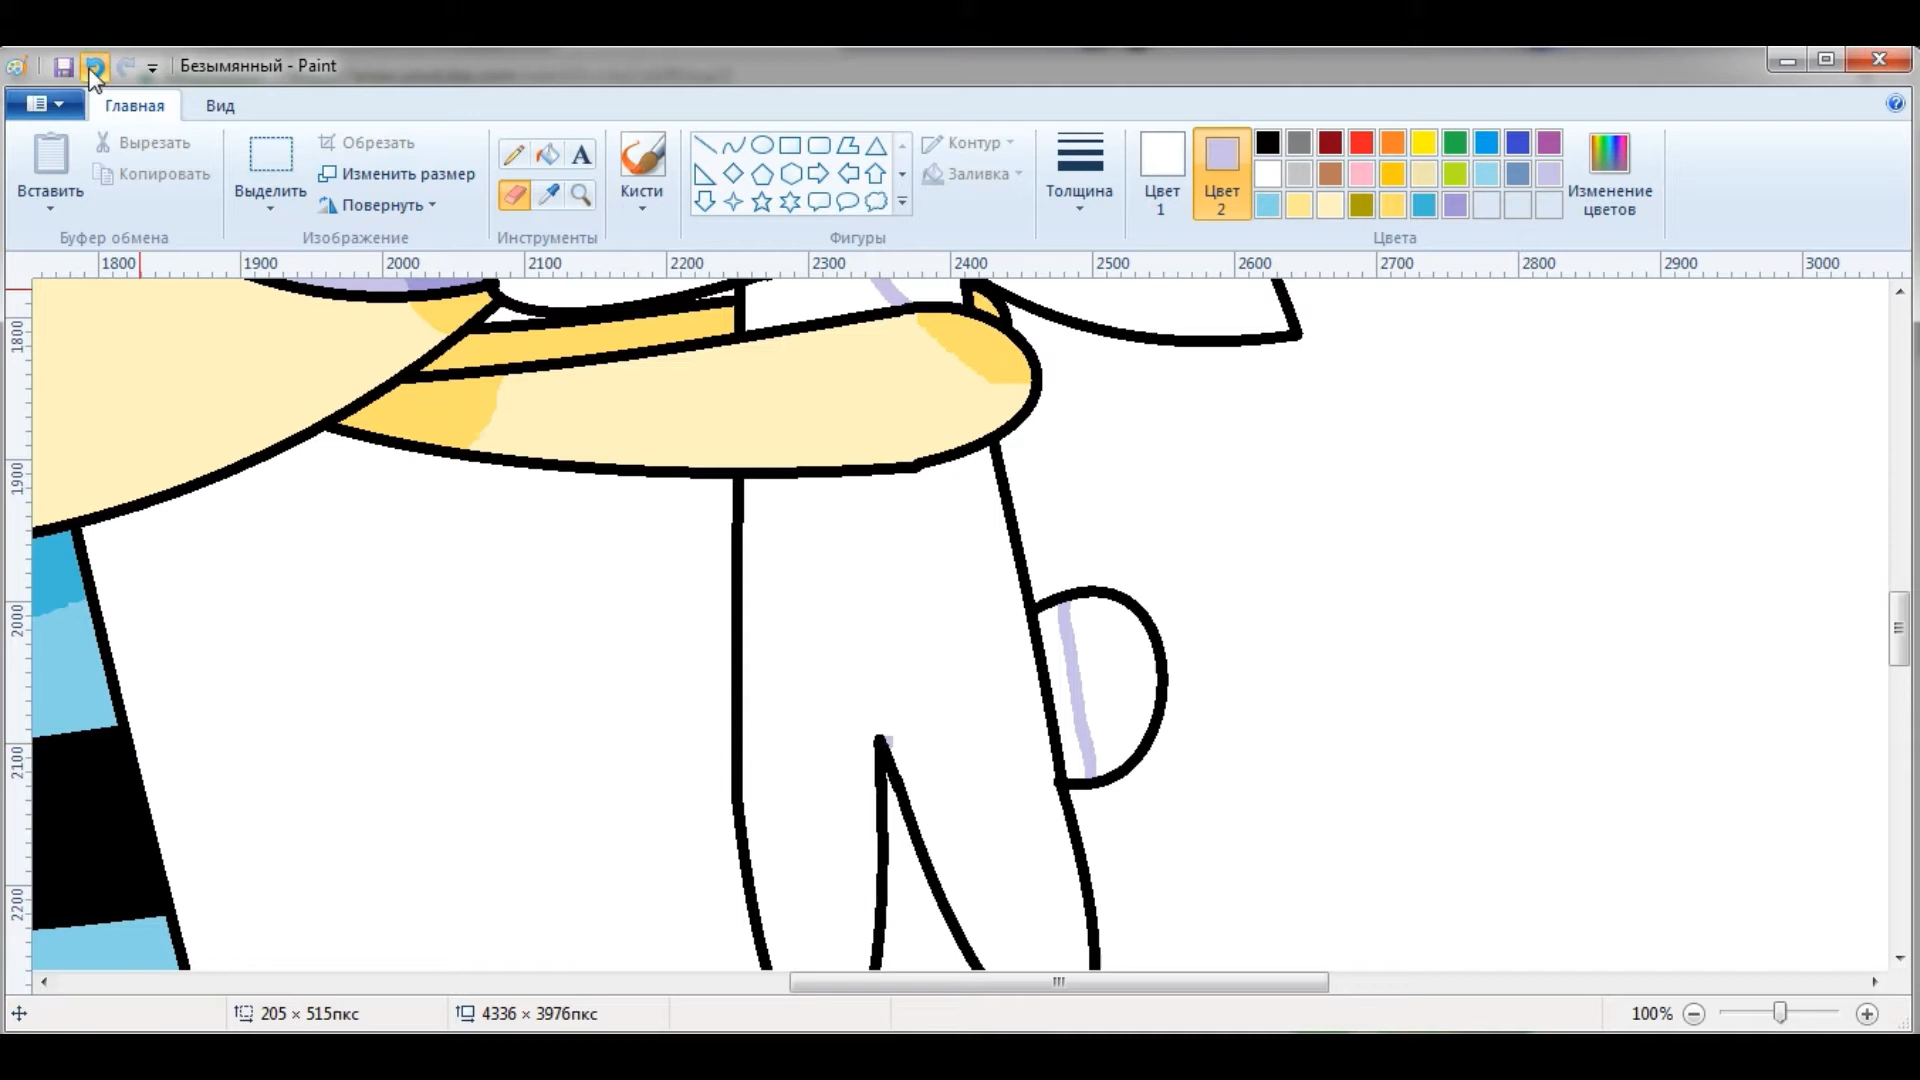 Безымянный - Paint
Главная Вид
Вырезать Обрезать Контур
Копировать Изменить размер Заливка
Вставить Выделить Повернуть Кисти Толщина Цвет 1 Цвет 2 Изменение цветов
Буфер обмена Изображение Инструменты Фигуры Цвета
1800 1900 2000 2100 2200 2300 2400 2500 2600 2700 2800 2900 3000
1800
1900
2000
2100
2200
205 × 515пкс 4336 × 3976пкс 100%